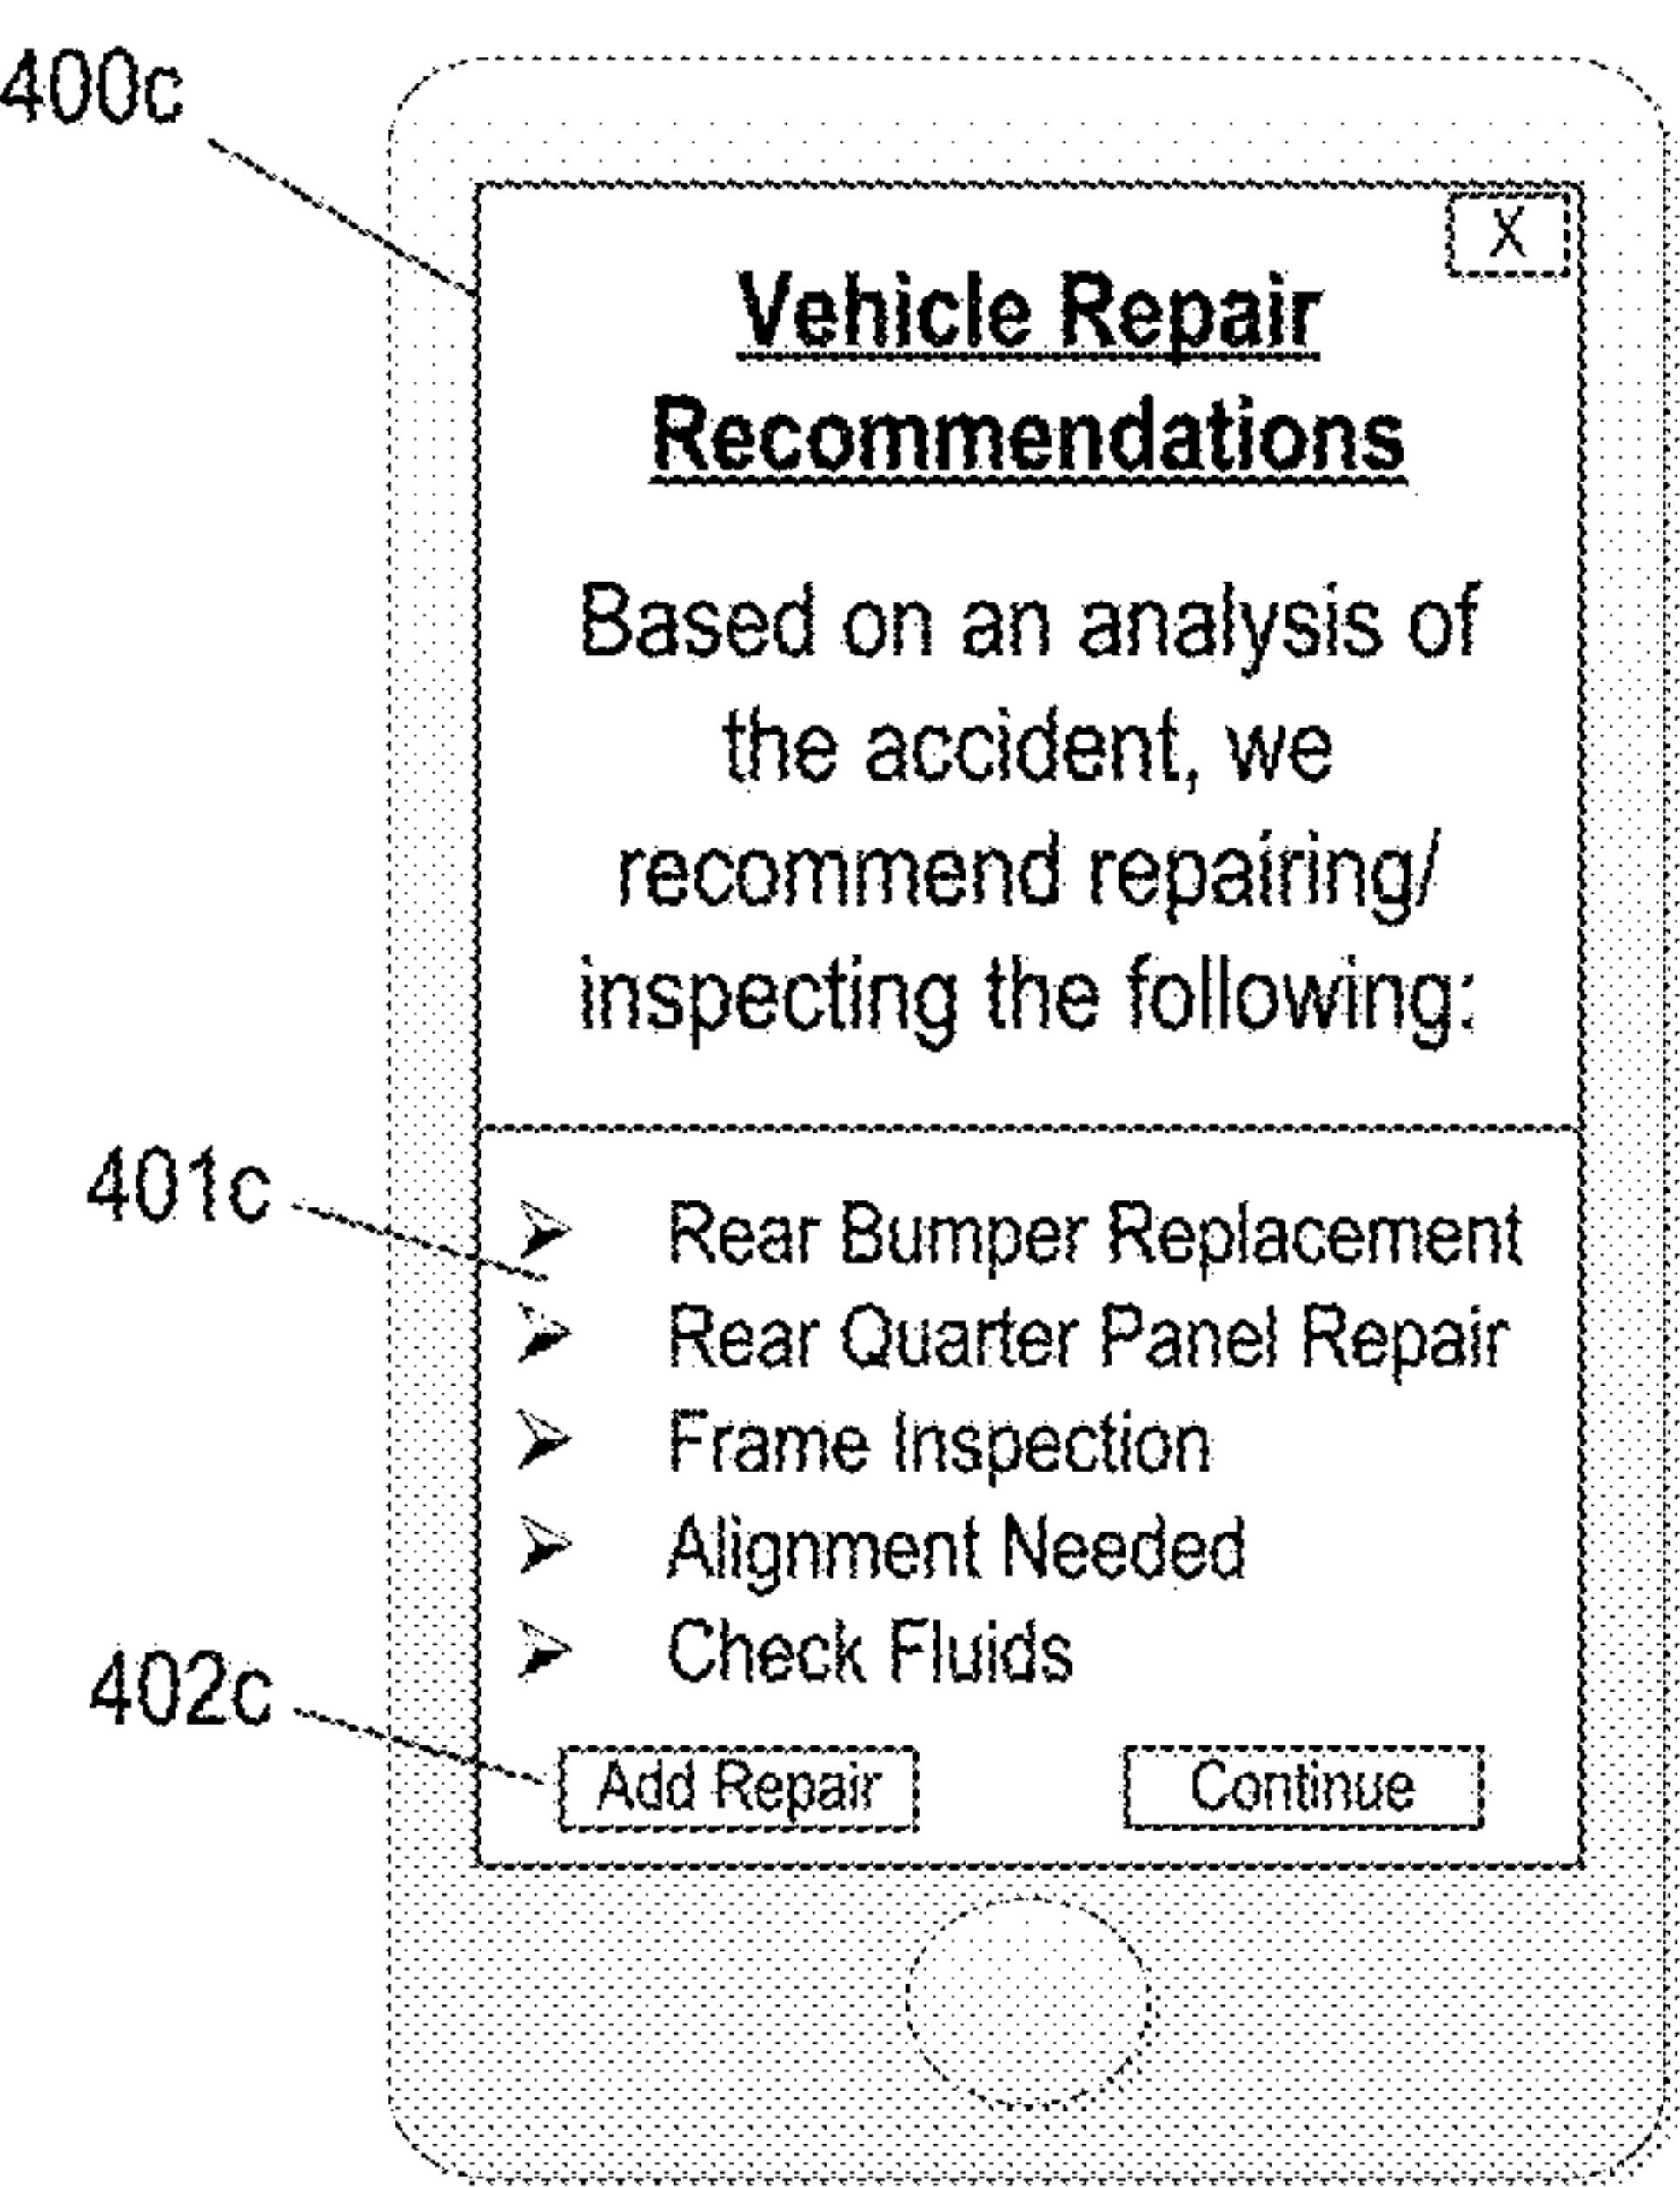 400c
X
Vehicle Repair
Recommendations
Based on an analysis of
the accident, we
recommend repairing/
inspecting the following:
401c
➢ Rear Bumper Replacement
➢ Rear Quarter Panel Repair
➢ Frame Inspection
➢ Alignment Needed
➢ Check Fluids
402c
Add Repair Continue